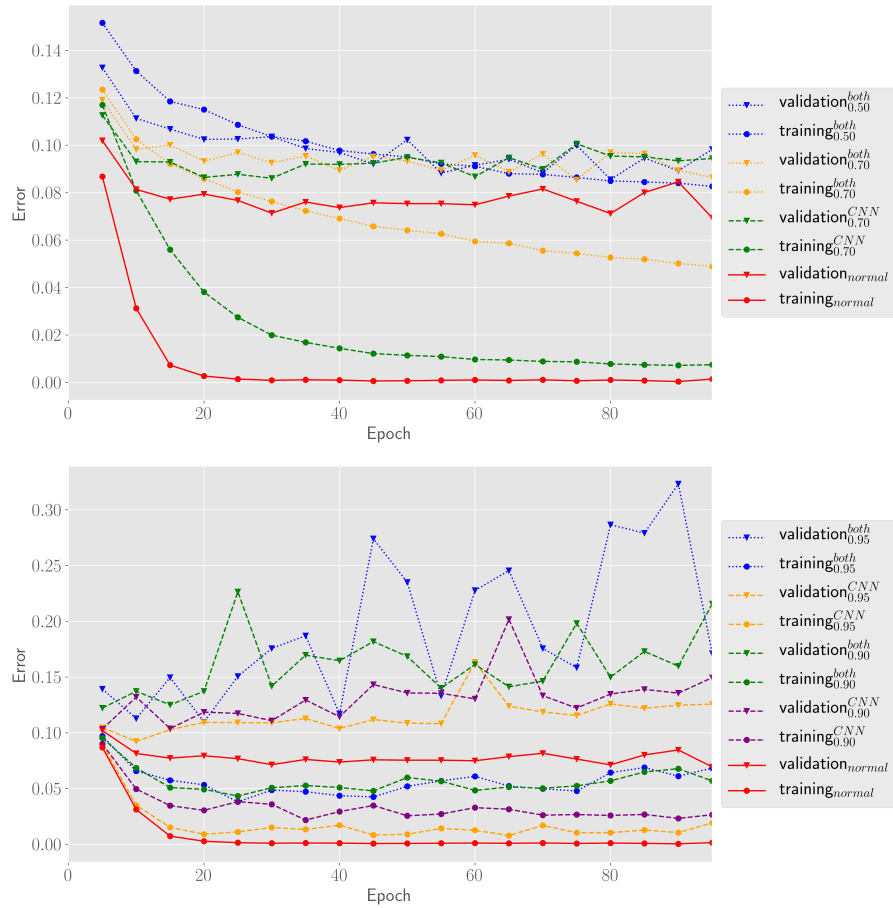 0.14
0.12
0.10
0.08
0.06
0.04
0.02
0.00
Error
0 20 40 60 80
Epoch
validation^{both}_{0.50}
training^{both}_{0.50}
validation^{both}_{0.70}
training^{both}_{0.70}
validation^{CNN}_{0.70}
training^{CNN}_{0.70}
validation_{normal}
training_{normal}
0.30
0.25
0.20
0.15
0.10
0.05
0.00
Error
0 20 40 60 80
Epoch
validation^{both}_{0.95}
training^{both}_{0.95}
validation^{CNN}_{0.95}
training^{CNN}_{0.95}
validation^{both}_{0.90}
training^{both}_{0.90}
validation^{CNN}_{0.90}
training^{CNN}_{0.90}
validation_{normal}
training_{normal}